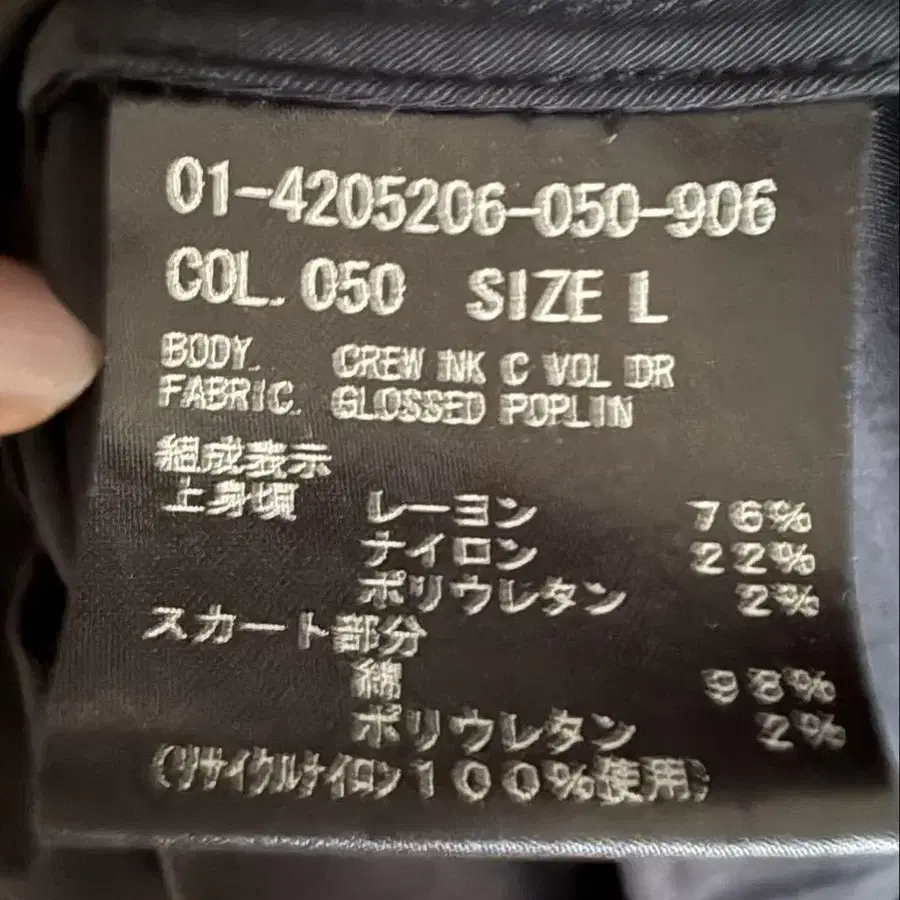 01-4205206-050-906
COL. 050 SIZE L
BODY. CREW NK C VOL DR
FABRIC. GLOSSED POPLIN
組成表示
上身頃 レーヨン 76%
ナイロン 22%
ポリウレタン 2%
スカート部分
綿 98%
ポリウレタン 2%
(リサイクルナイロン100%使用)